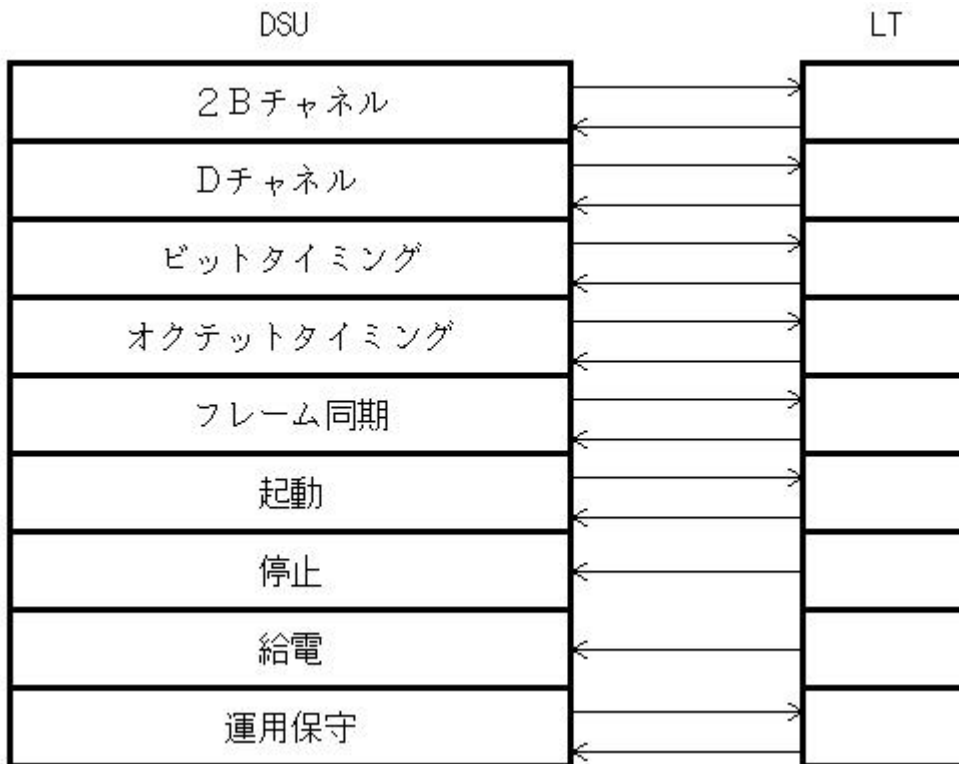 DSU LT
2Bチャネル
Dチャネル
ビットタイミング
オクテットタイミング
フレーム同期
起動
停止
給電
運用保守